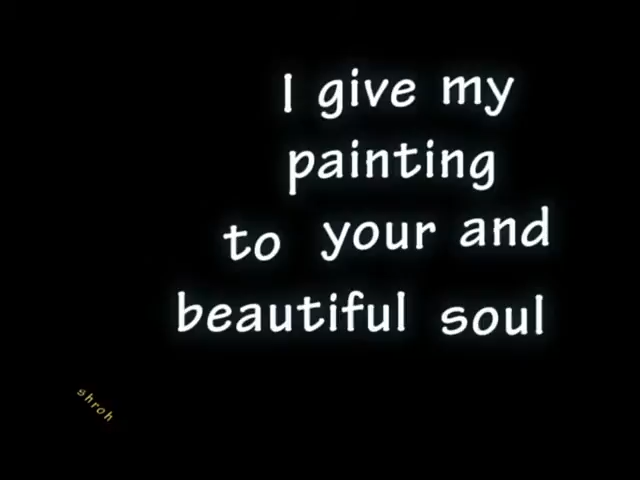 I give my
painting
to your and
beautiful soul
shroh